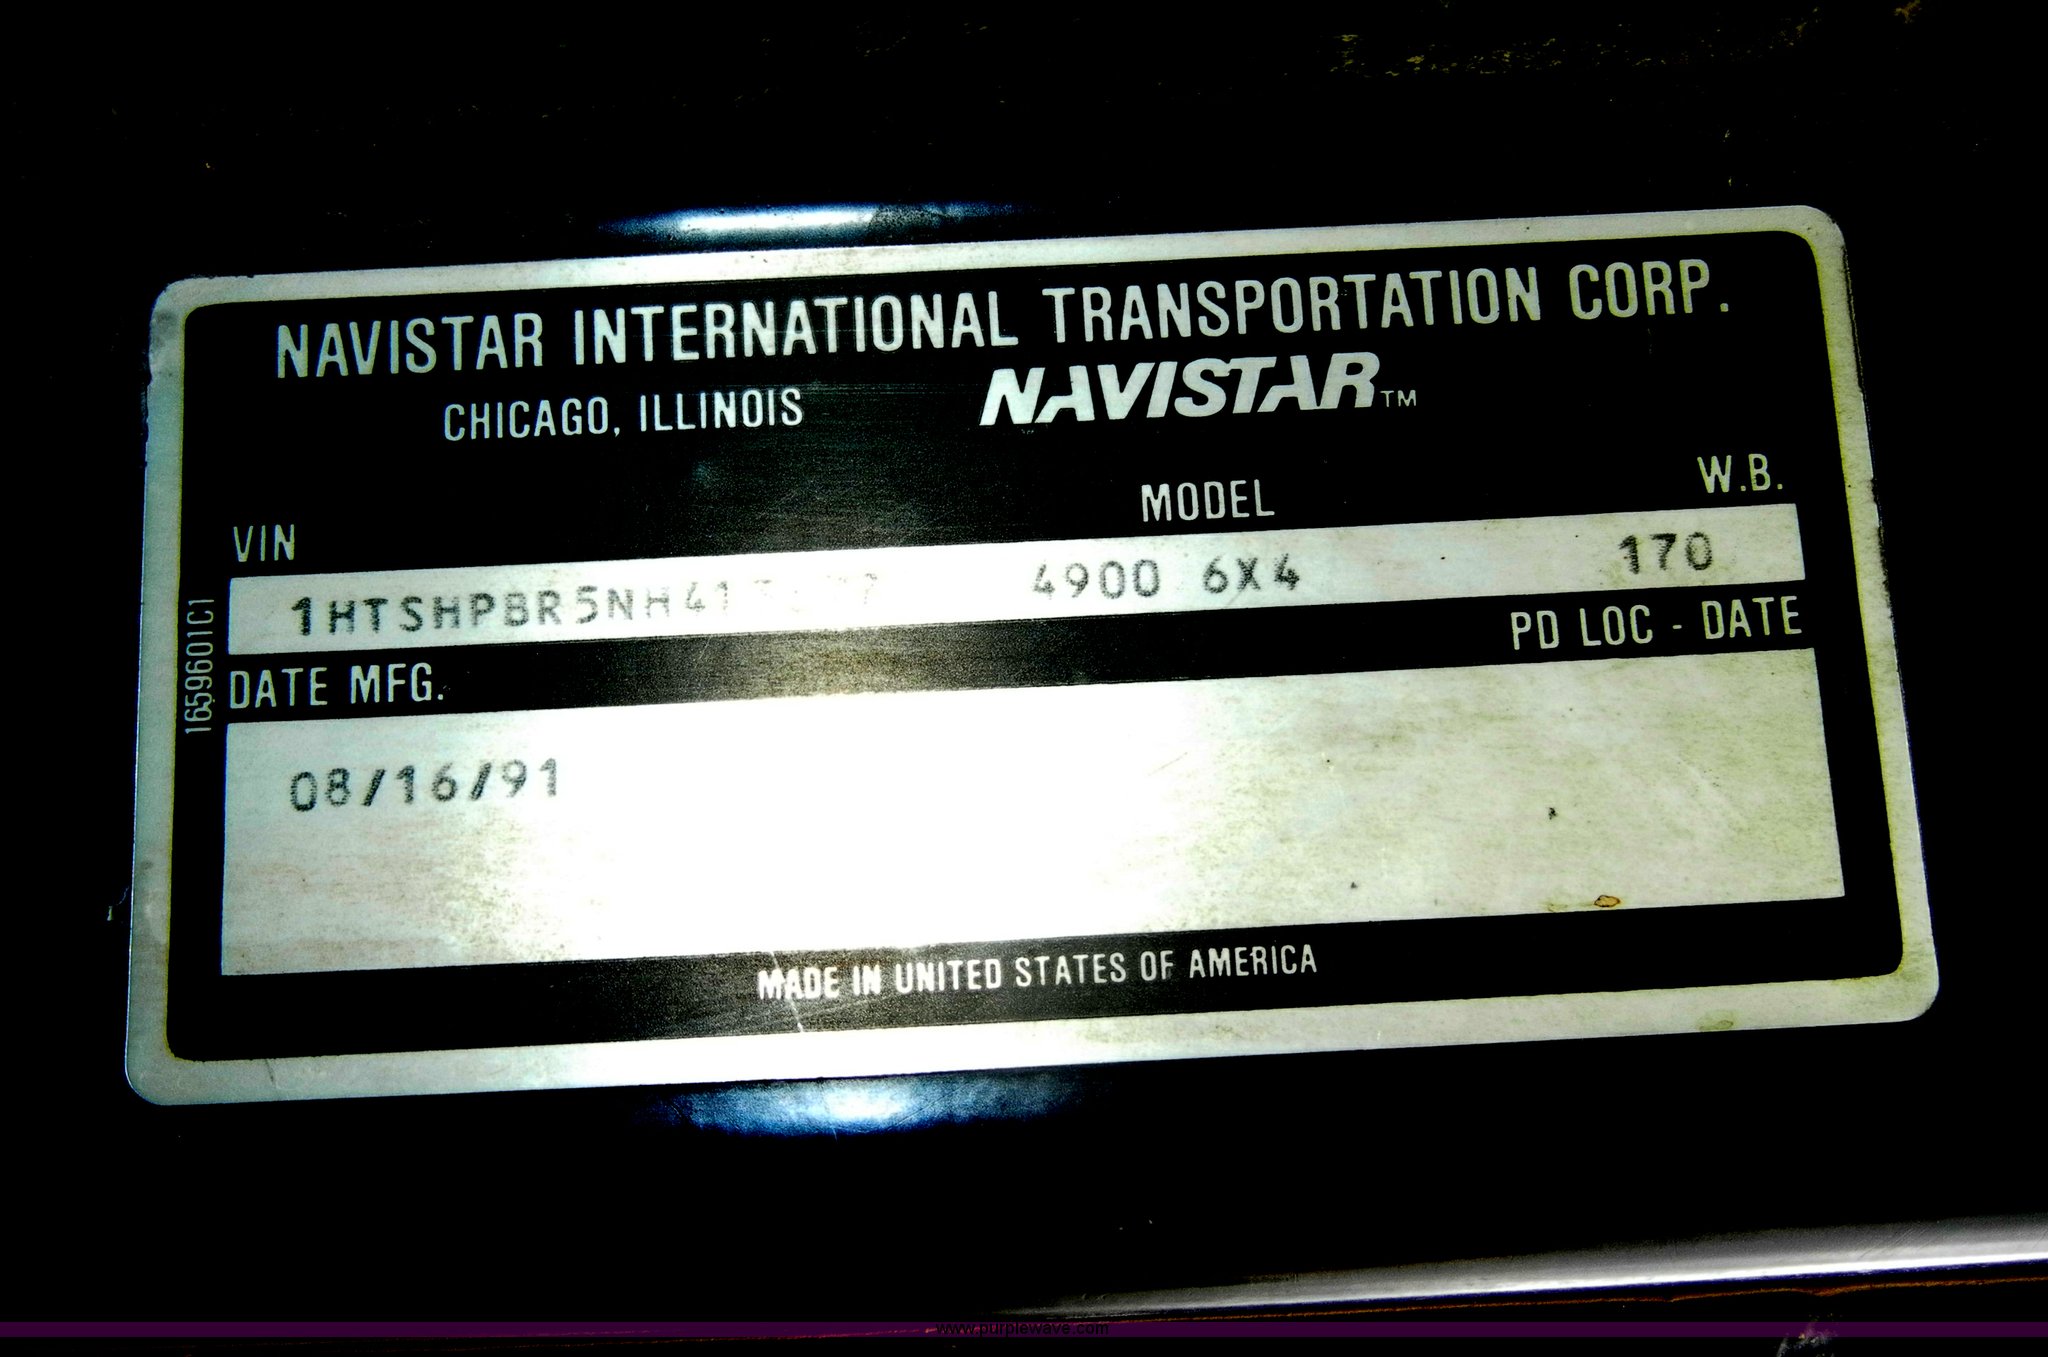 NAVISTAR INTERNATIONAL TRANSPORTATION CORP.
CHICAGO, ILLINOIS NAVISTAR™
VIN MODEL W.B.
4900 6X4 170
DATE MFG. PD LOC - DATE
08/16/91
MADE IN UNITED STATES OF AMERICA
1659601C1
www.purplewave.com